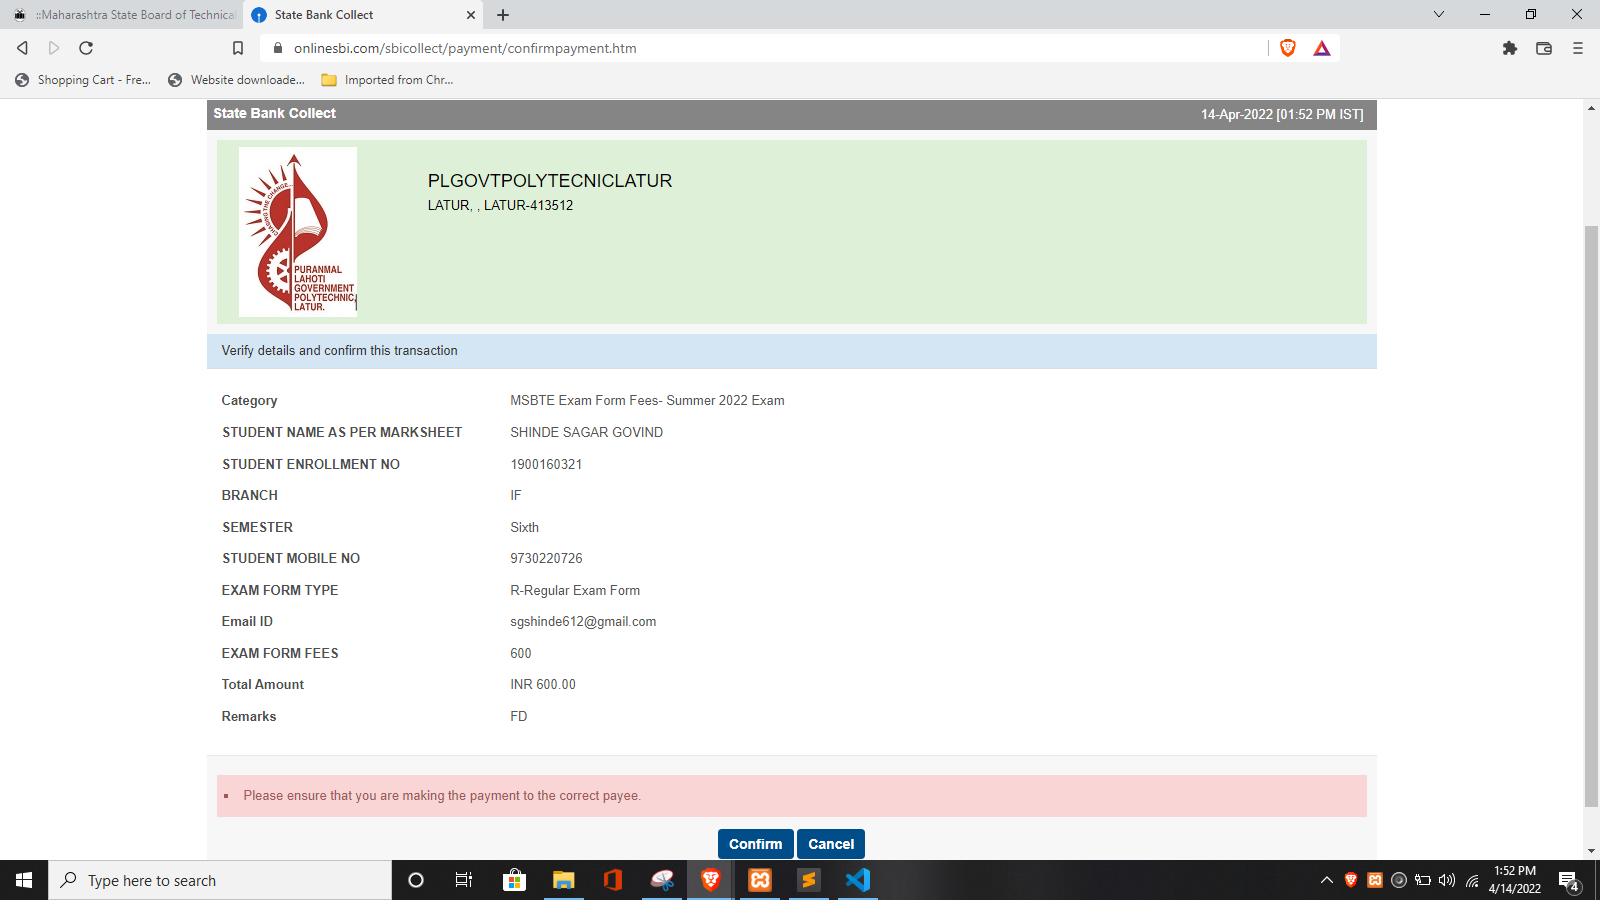 ::Maharashtra State Board of Technical
State Bank Collect
onlinesbi.com/sbicollect/payment/confirmpayment.htm
Shopping Cart - Fre...
Website downloade...
Imported from Chr...
State Bank Collect
14-Apr-2022 [01:52 PM IST]
CHASING THE CHANGE...
PURANMAL
LAHOTI
GOVERNMENT
POLYTECHNIC,
LATUR.
PLGOVTPOLYTECNICLATUR
LATUR, , LATUR-413512
Verify details and confirm this transaction
Category MSBTE Exam Form Fees- Summer 2022 Exam
STUDENT NAME AS PER MARKSHEET SHINDE SAGAR GOVIND
STUDENT ENROLLMENT NO 1900160321
BRANCH IF
SEMESTER Sixth
STUDENT MOBILE NO 9730220726
EXAM FORM TYPE R-Regular Exam Form
Email ID sgshinde612@gmail.com
EXAM FORM FEES 600
Total Amount INR 600.00
Remarks FD
Please ensure that you are making the payment to the correct payee.
Confirm
Cancel
Type here to search
1:52 PM
4/14/2022
4